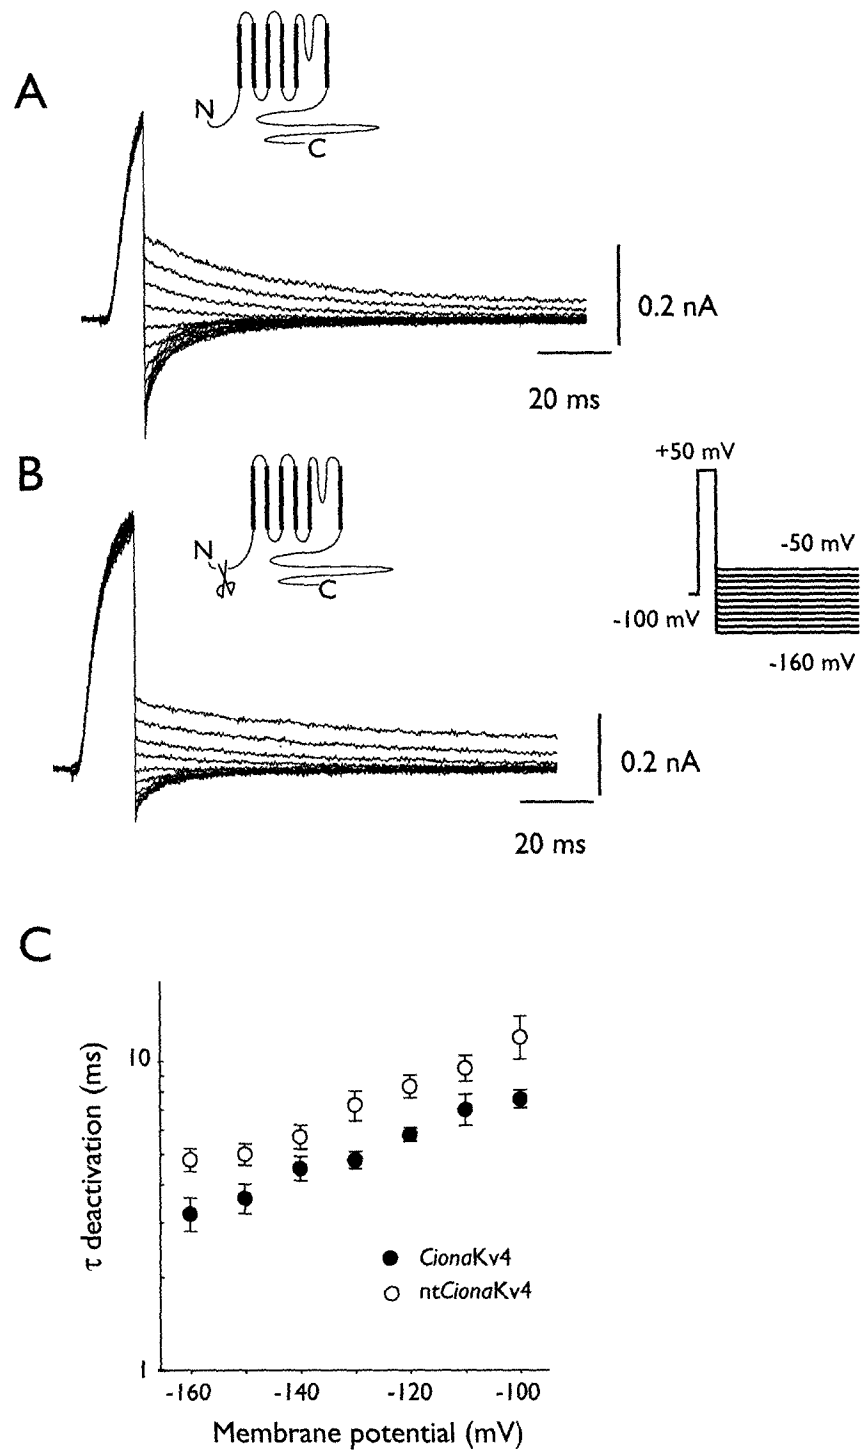 A
N
C
0.2 nA
20 ms
B
N
C
+50 mV
-50 mV
-100 mV
-160 mV
0.2 nA
20 ms
C
τ deactivation (ms)
10
1
CionaKv4
ntCionaKv4
-160
-140
-120
-100
Membrane potential (mV)